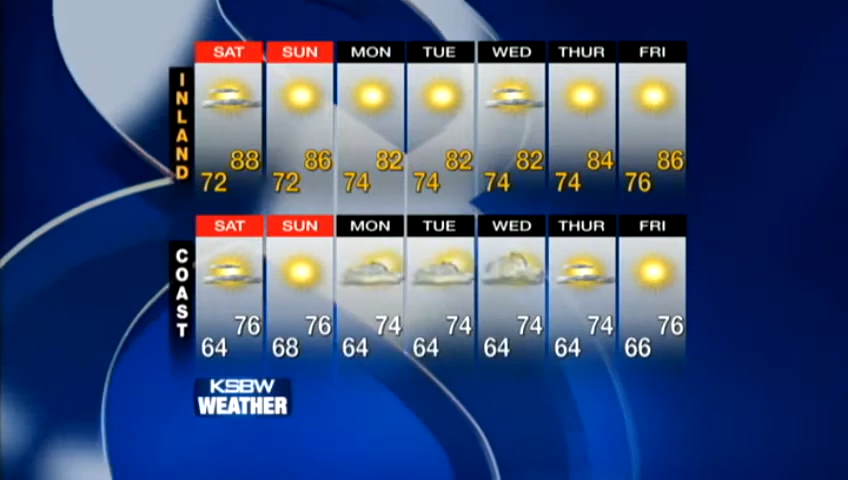 SAT SUN MON TUE WED THUR FRI
INLAND
88 86 82 82 82 84 86
72 72 74 74 74 74 76
SAT SUN MON TUE WED THUR FRI
COAST
76 76 74 74 74 74 76
64 68 64 64 64 64 66
KSBW
WEATHER